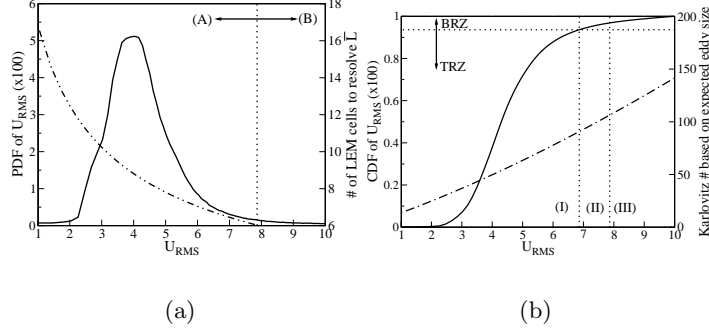 (A) (B)
PDF of U_RMS (x100)
6
5
4
3
2
1
0
# of LEM cells to resolve L̅
18
16
14
12
10
8
6
1 2 3 4 5 6 7 8 9 10
U_RMS
(a)
BRZ
TRZ
CDF of U_RMS (x100)
1
0.8
0.6
0.4
0.2
0
Karlovitz # based on expected eddy size
200
150
100
50
0
(I) (II) (III)
1 2 3 4 5 6 7 8 9 10
U_RMS
(b)